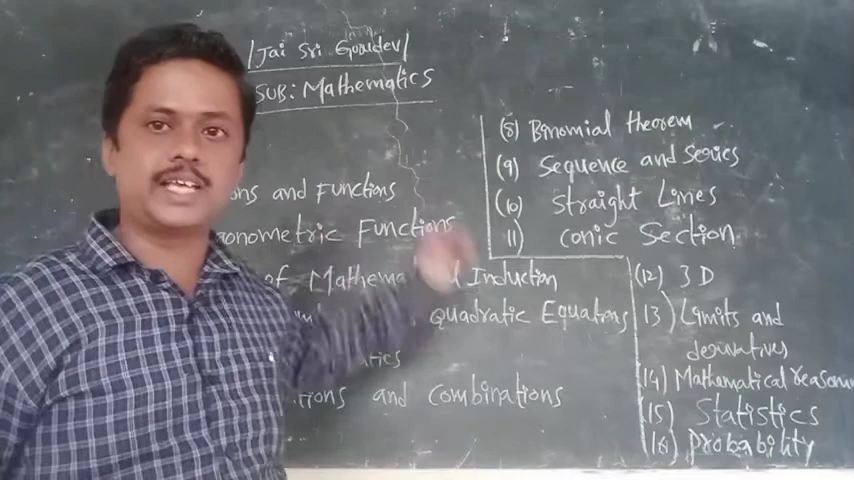 /Jai Sri Gurudev/
SUB: Mathematics
ons and Functions
onometric Functions
of Mathema Induction
Quadratic Equations
tics
tions and combinations
(8) Binomial theorem
(9) Sequence and Series
(10) Straight Lines
11) Conic Section
(12) 3 D
13) Limits and
derivatives
(14) Mathematical reasonin
(15) Statistics
(16) probability